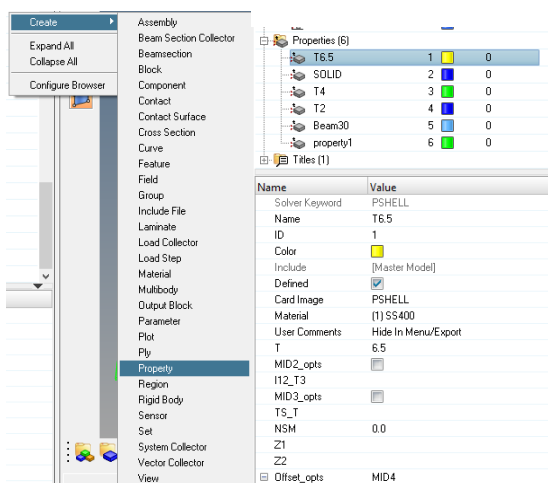 Create
Expand All
Collapse All
Configure Browser
Assembly
Beam Section Collector
Beamsection
Block
Component
Contact
Contact Surface
Cross Section
Curve
Feature
Field
Group
Include File
Laminate
Load Collector
Load Step
Material
Multibody
Output Block
Parameter
Plot
Ply
Property
Region
Rigid Body
Sensor
Set
System Collector
Vector Collector
View
Properties (6)
T6.5 1 0
SOLID 2 0
T4 3 0
T2 4 0
Beam30 5 0
property1 6 0
Titles (1)
Name Value
Solver Keyword PSHELL
Name T6.5
ID 1
Color
Include [Master Model]
Defined
Card Image PSHELL
Material (1) SS400
User Comments Hide In Menu/Export
T 6.5
MID2_opts
I12_T3
MID3_opts
TS_T
NSM 0.0
Z1
Z2
Offset_opts MID4